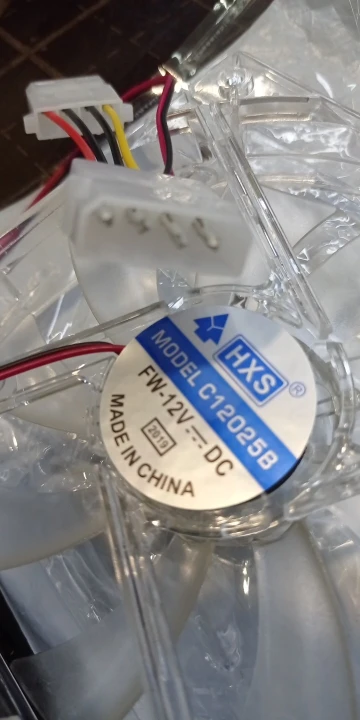 HXS®
MODEL C12025B
FW-12V⎓DC
2019
MADE IN CHINA